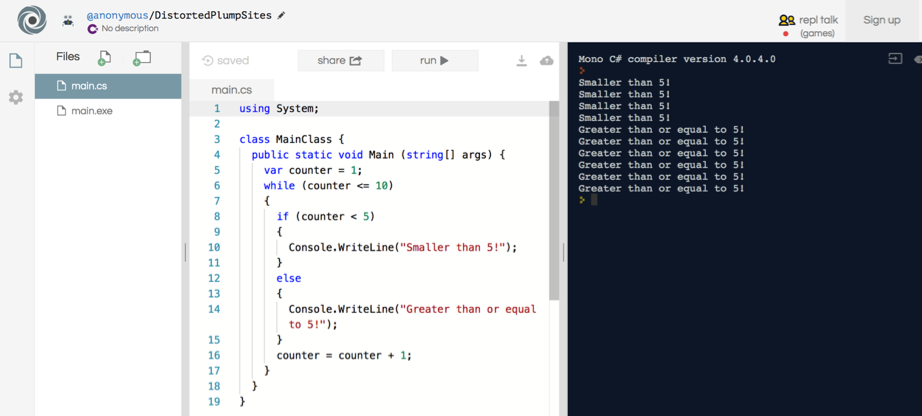 @anonymous/DistortedPlumpSites
No description
repl talk
(games)
Sign up
Files
main.cs
main.exe
saved
share
run
main.cs
1 using System;
2
3 class MainClass {
4 public static void Main (string[] args) {
5 var counter = 1;
6 while (counter <= 10)
7 {
8 if (counter < 5)
9 {
10 Console.WriteLine("Smaller than 5!");
11 }
12 else
13 {
14 Console.WriteLine("Greater than or equal
to 5!");
15 }
16 counter = counter + 1;
17 }
18 }
19 }
Mono C# compiler version 4.0.4.0
>
Smaller than 5!
Smaller than 5!
Smaller than 5!
Smaller than 5!
Greater than or equal to 5!
Greater than or equal to 5!
Greater than or equal to 5!
Greater than or equal to 5!
Greater than or equal to 5!
Greater than or equal to 5!
>